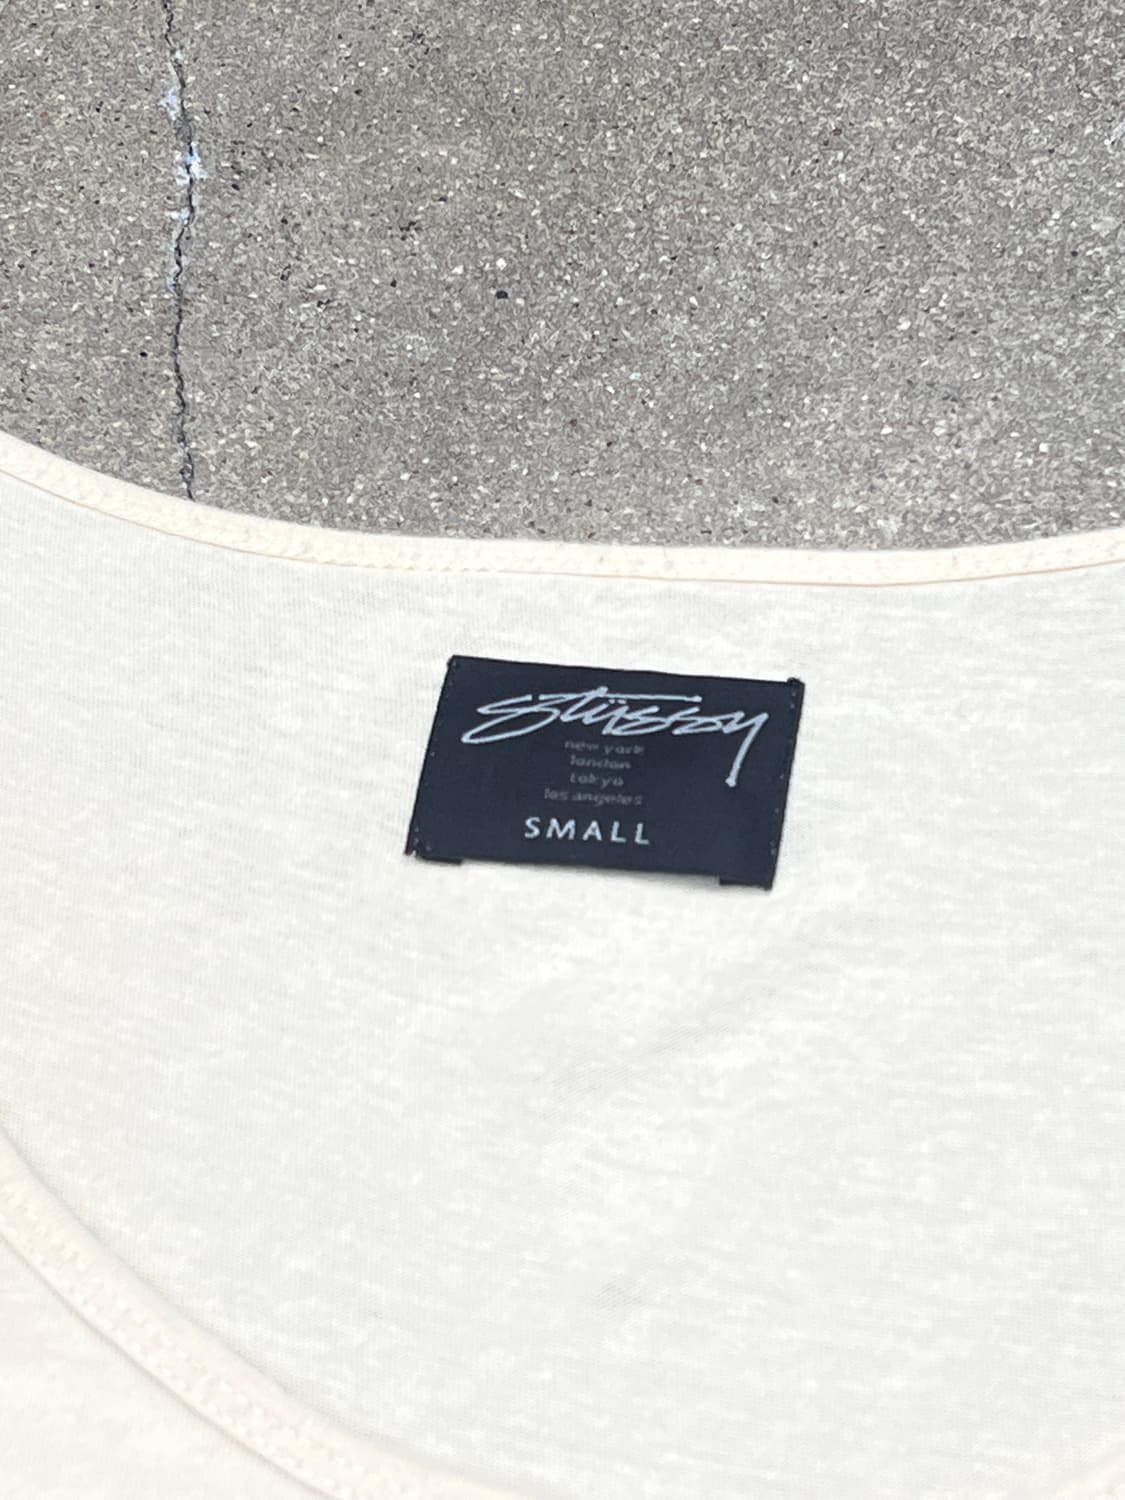 stüssy
new york
london
tokyo
los angeles
SMALL